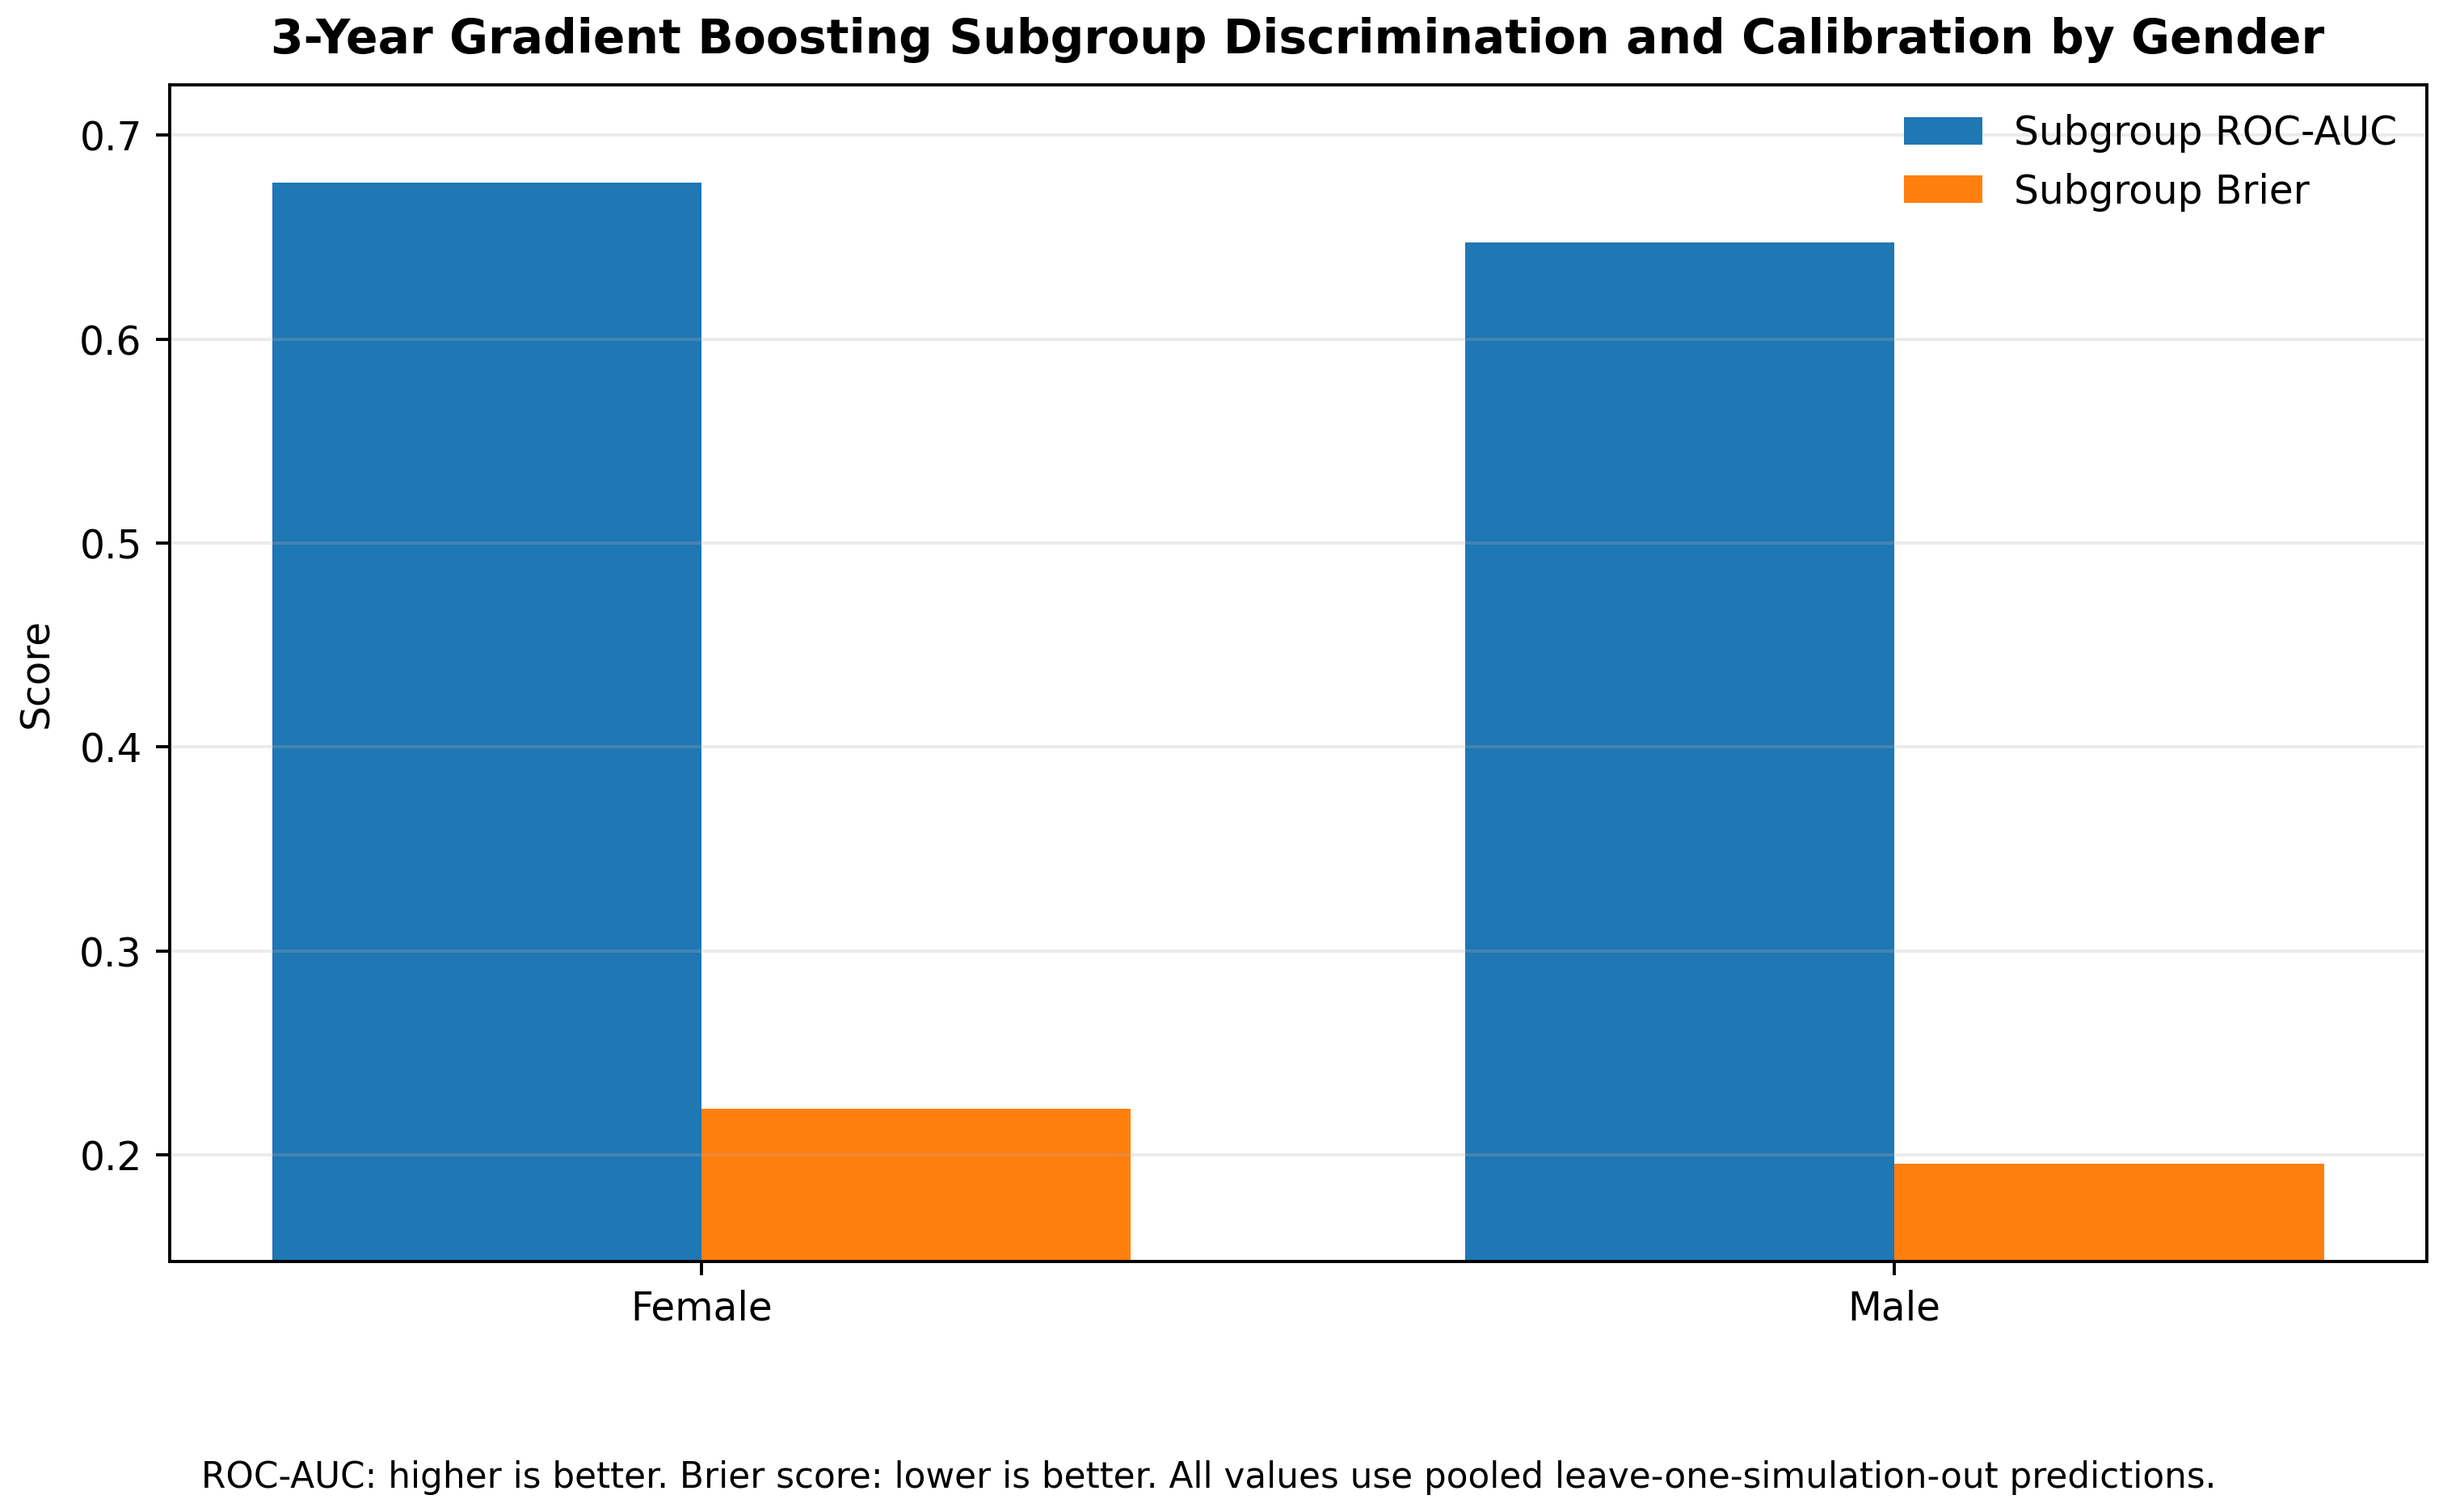 3-Year Gradient Boosting Subgroup Discrimination and Calibration by Gender
Subgroup ROC-AUC
Subgroup Brier
Score
0.7
0.6
0.5
0.4
0.3
0.2
Female
Male
ROC-AUC: higher is better. Brier score: lower is better. All values use pooled leave-one-simulation-out predictions.